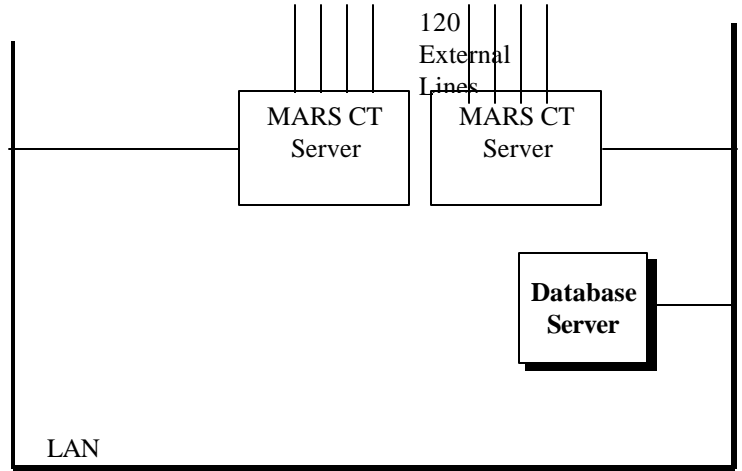 120
External
Lines
MARS CT
Server
MARS CT
Server
Database
Server
LAN